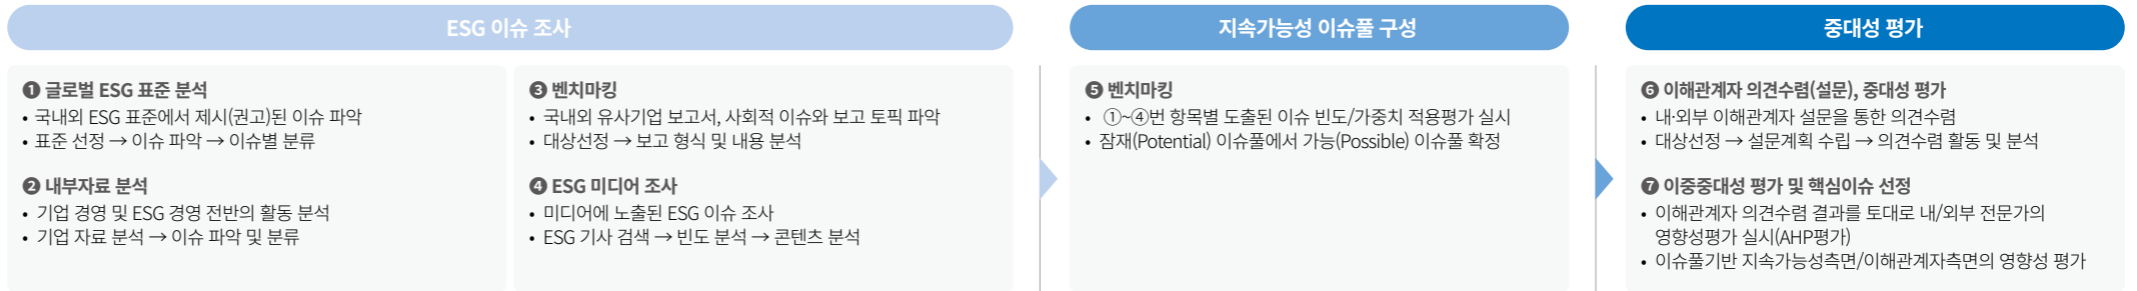 ESG 이슈 조사
❶ 글로벌 ESG 표준 분석
• 국내외 ESG 표준에서 제시(권고)된 이슈 파악
• 표준 선정 → 이슈 파악 → 이슈별 분류
❷ 내부자료 분석
• 기업 경영 및 ESG 경영 전반의 활동 분석
• 기업 자료 분석 → 이슈 파악 및 분류
❸ 벤치마킹
• 국내외 유사기업 보고서, 사회적 이슈와 보고 토픽 파악
• 대상선정 → 보고 형식 및 내용 분석
❹ ESG 미디어 조사
• 미디어에 노출된 ESG 이슈 조사
• ESG 기사 검색 → 빈도 분석 → 콘텐츠 분석
지속가능성 이슈풀 구성
❺ 벤치마킹
• ①~④번 항목별 도출된 이슈 빈도/가중치 적용평가 실시
• 잠재(Potential) 이슈풀에서 가능(Possible) 이슈풀 확정
중대성 평가
❻ 이해관계자 의견수렴(설문), 중대성 평가
• 내·외부 이해관계자 설문을 통한 의견수렴
• 대상선정 → 설문계획 수립 → 의견수렴 활동 및 분석
❼ 이중중대성 평가 및 핵심이슈 선정
• 이해관계자 의견수렴 결과를 토대로 내/외부 전문가의
영향성평가 실시(AHP평가)
• 이슈풀기반 지속가능성측면/이해관계자측면의 영향성 평가